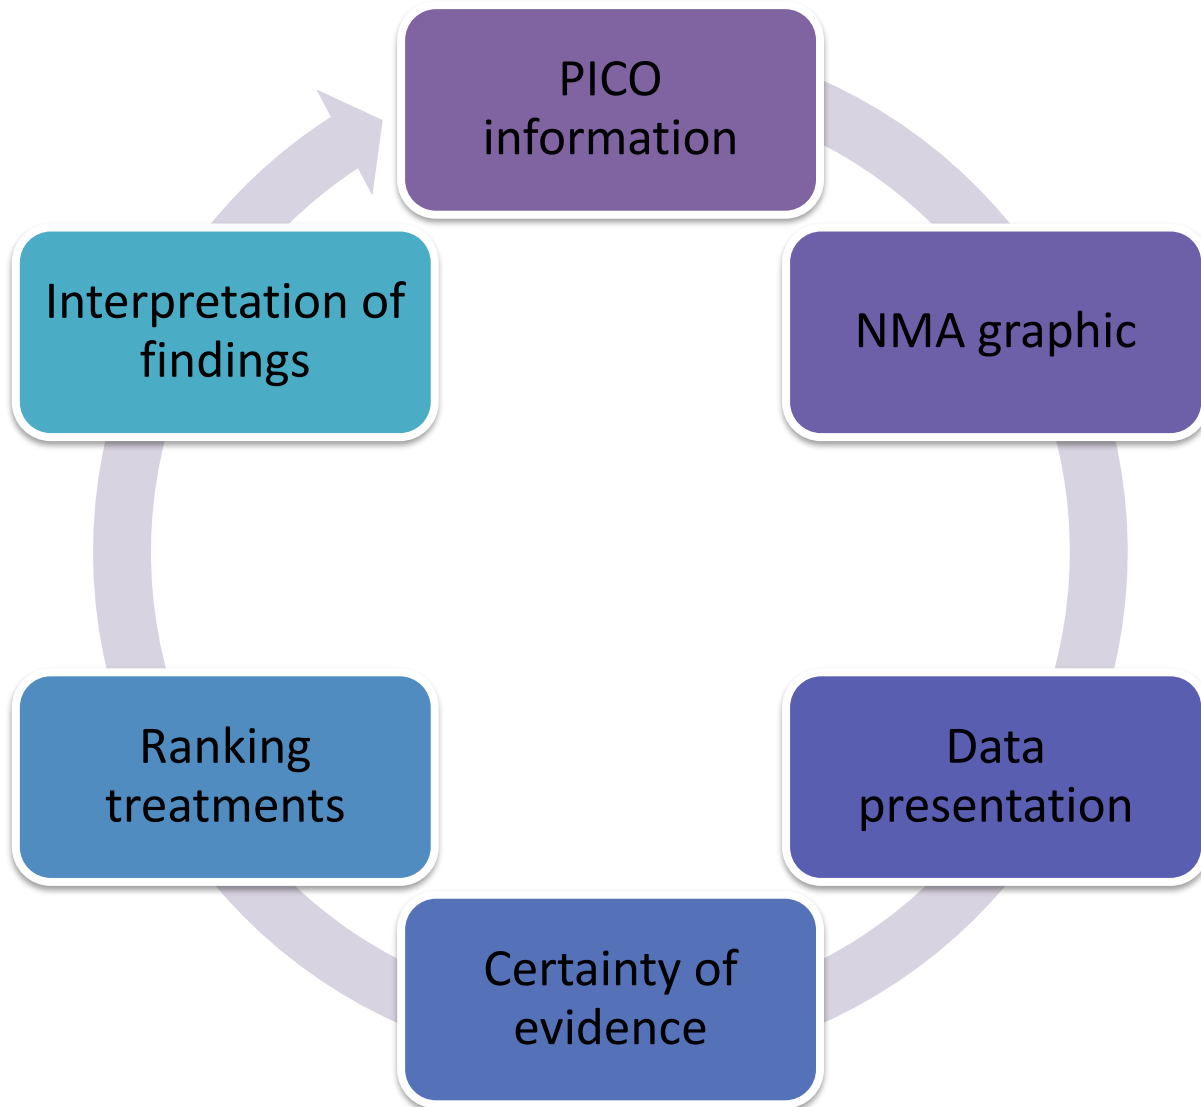 PICO
information
NMA graphic
Data
presentation
Certainty of
evidence
Ranking
treatments
Interpretation of
findings